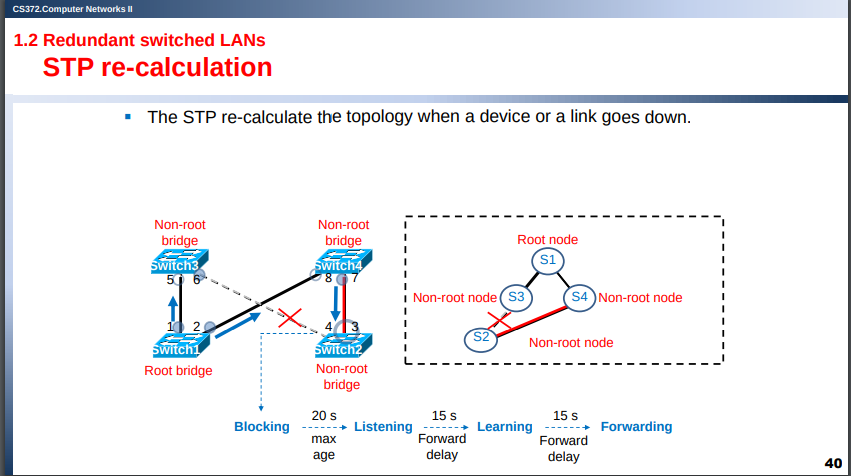 CS372.Computer Networks II
1.2 Redundant switched LANs
STP re-calculation
The STP re-calculate the topology when a device or a link goes down.
Non-root
bridge
Non-root
bridge
Switch3
Switch4
5
6
8
7
1
2
4
3
Switch1
Switch2
Root bridge
Non-root
bridge
Root node
S1
Non-root node
S3
S4
Non-root node
S2
Non-root node
Blocking
20 s
max
age
Listening
15 s
Forward
delay
Learning
15 s
Forward
delay
Forwarding
40